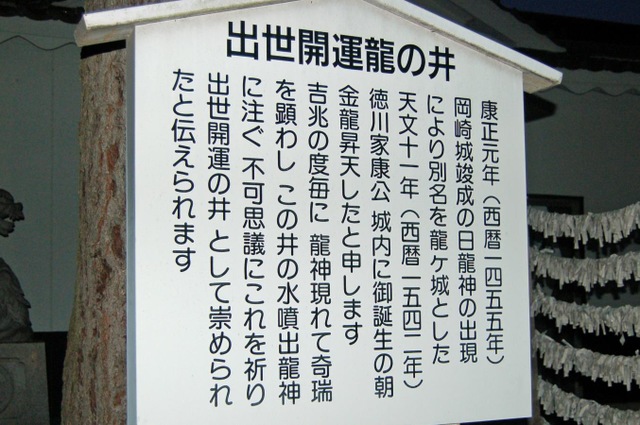 出世開運龍の井
康正元年（西暦一四五五年）
岡崎城竣成の日龍神の出現
により別名を龍ヶ城とした
天文十一年（西暦一五四二年）
徳川家康公 城内に御誕生の朝
金龍昇天したと申します
吉兆の度毎に 龍神現れて奇瑞
を顕わし この井の水噴出龍神
に注ぐ 不可思議にこれを祈り
出世開運の井 として崇められ
たと伝えられます